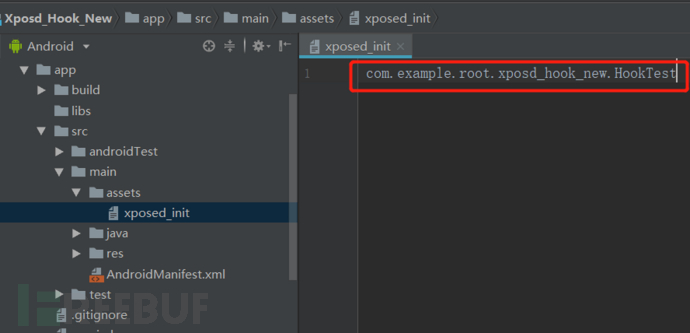 Xposd_Hook_New app src main assets xposed_init
Android
xposed_init
app
1 com.example.root.xposd_hook_new.HookTest
build
libs
src
androidTest
main
assets
xposed_init
java
res
AndroidManifest.xml
test
.gitignore